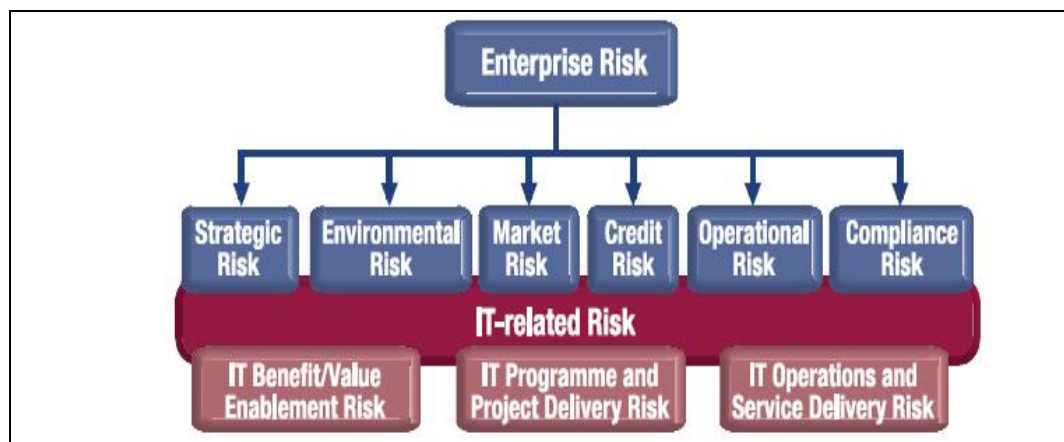 Enterprise Risk
Strategic
Risk
Environmental
Risk
Market
Risk
Credit
Risk
Operational
Risk
Compliance
Risk
IT-related Risk
IT Benefit/Value
Enablement Risk
IT Programme and
Project Delivery Risk
IT Operations and
Service Delivery Risk